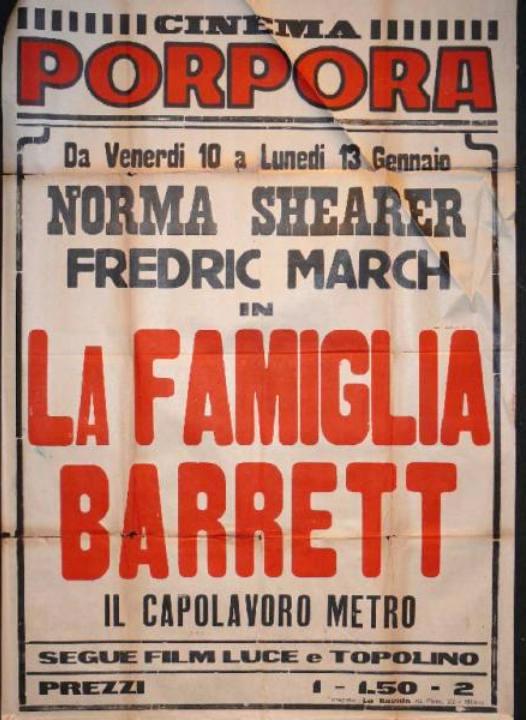 CINEMA
PORPORA
Da Venerdi 10 a Lunedi 13 Gennaio
NORMA SHEARER
FREDRIC MARCH
IN
LA FAMIGLIA
BARRETT
IL CAPOLAVORO METRO
SEGUE FILM LUCE e TOPOLINO
PREZZI 1 - 1.50 - 2